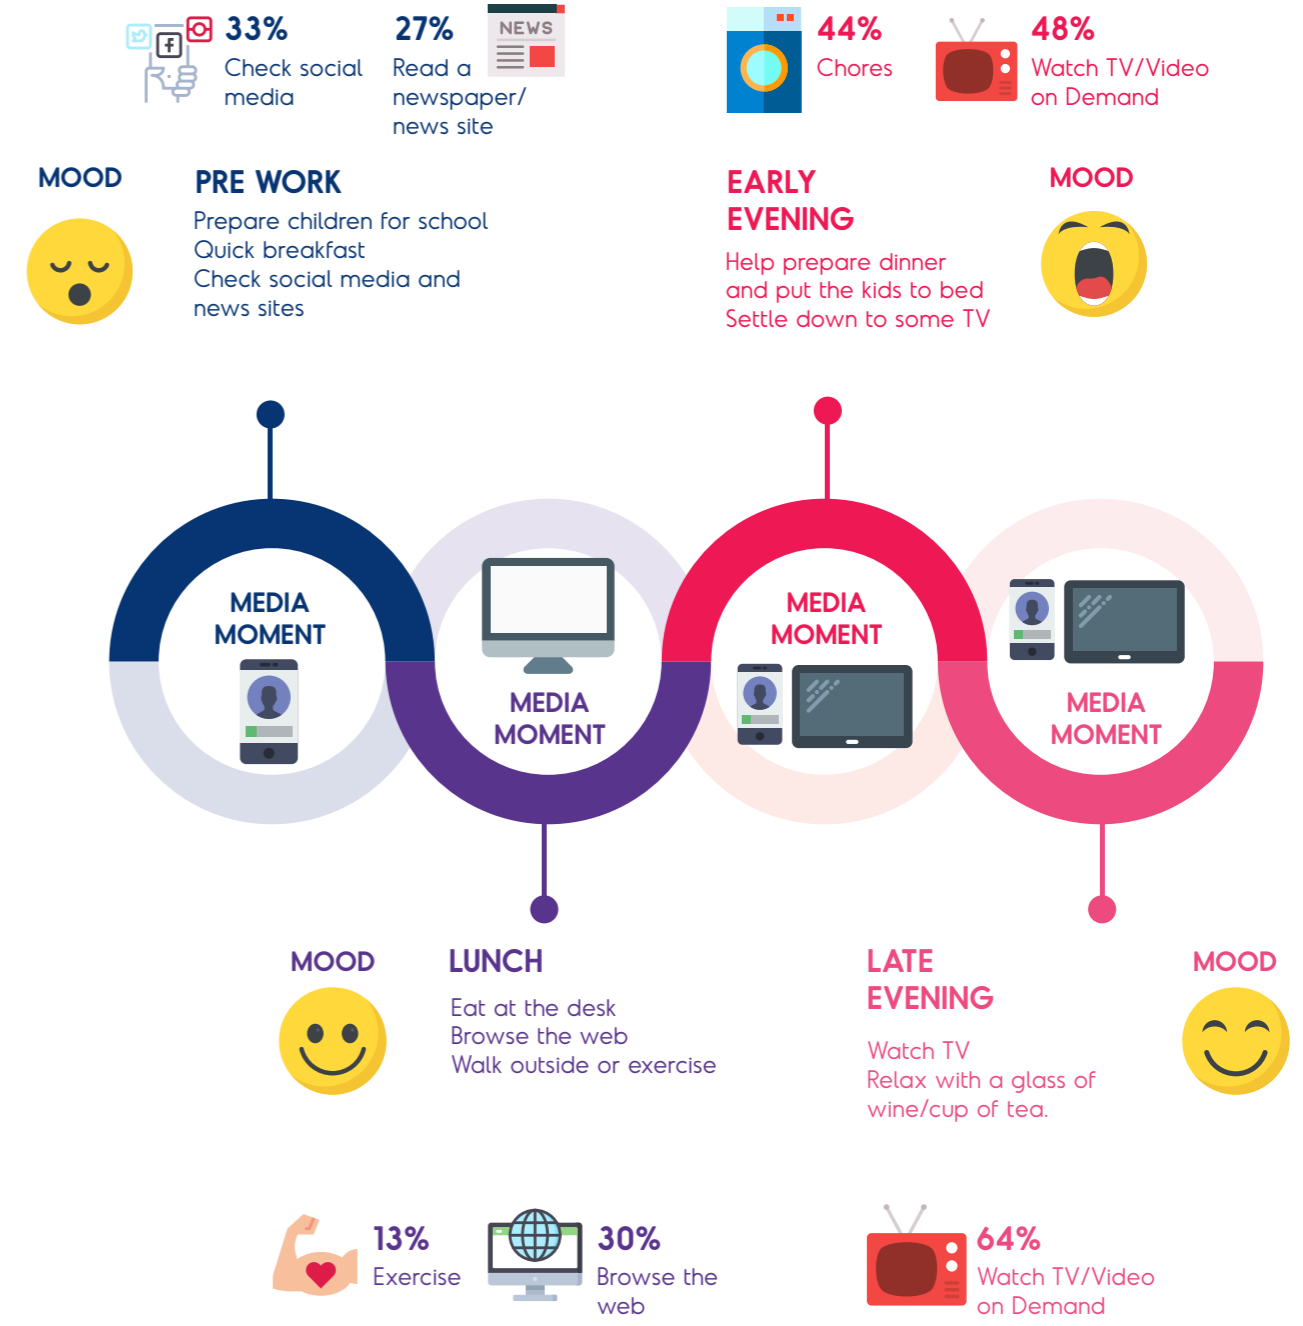 33%
Check social
media
27%
Read a
newspaper/
news site
NEWS
44%
Chores
48%
Watch TV/Video
on Demand
MOOD
PRE WORK
Prepare children for school
Quick breakfast
Check social media and
news sites
EARLY
EVENING
Help prepare dinner
and put the kids to bed
Settle down to some TV
MOOD
MEDIA
MOMENT
MEDIA
MOMENT
MEDIA
MOMENT
MEDIA
MOMENT
MOOD
LUNCH
Eat at the desk
Browse the web
Walk outside or exercise
LATE
EVENING
Watch TV
Relax with a glass of
wine/cup of tea.
MOOD
13%
Exercise
30%
Browse the
web
64%
Watch TV/Video
on Demand